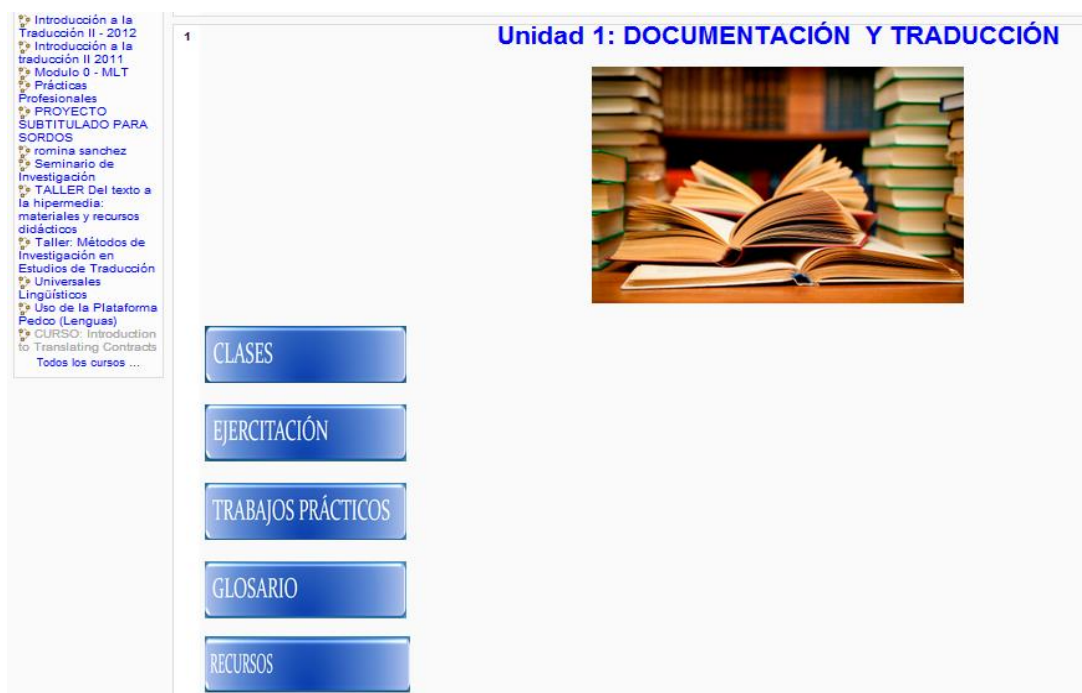 Introducción a la
Traducción II - 2012
Introducción a la
traducción II 2011
Modulo 0 - MLT
Prácticas
Profesionales
PROYECTO
SUBTITULADO PARA
SORDOS
romina sanchez
Seminario de
Investigación
TALLER Del texto a
la hipermedia:
materiales y recursos
didácticos
Taller: Métodos de
Investigación en
Estudios de Traducción
Universales
Lingüísticos
Uso de la Plataforma
Pedco (Lenguas)
CURSO: Introduction
to Translating Contracts
Todos los cursos ...
1
Unidad 1: DOCUMENTACIÓN Y TRADUCCIÓN
CLASES
EJERCITACIÓN
TRABAJOS PRÁCTICOS
GLOSARIO
RECURSOS